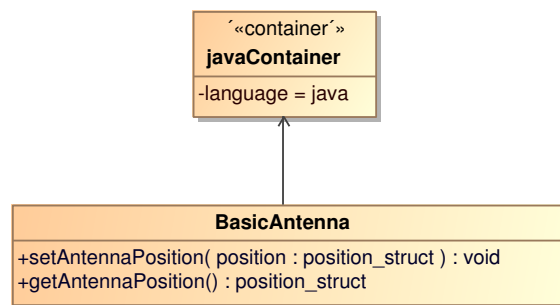 ´«container´»
javaContainer
-language = java
BasicAntenna
+setAntennaPosition( position : position_struct ) : void
+getAntennaPosition() : position_struct